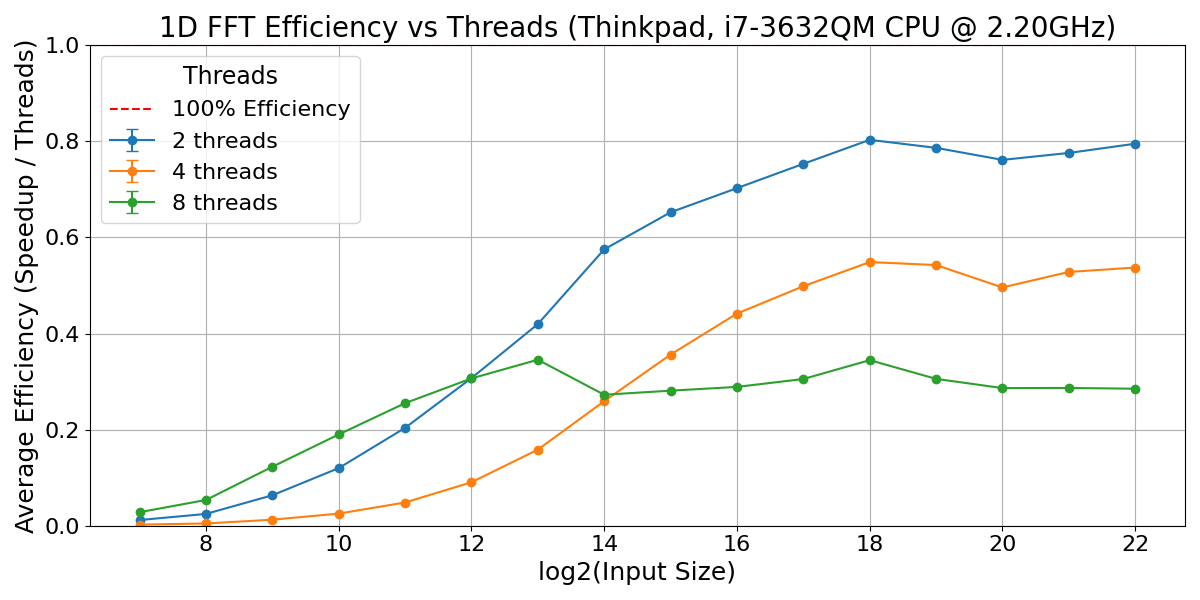 1D FFT Efficiency vs Threads (Thinkpad, i7-3632QM CPU @ 2.20GHz)
Average Efficiency (Speedup / Threads)
1.0
0.8
0.6
0.4
0.2
0.0
Threads
100% Efficiency
2 threads
4 threads
8 threads
8 10 12 14 16 18 20 22
log2(Input Size)